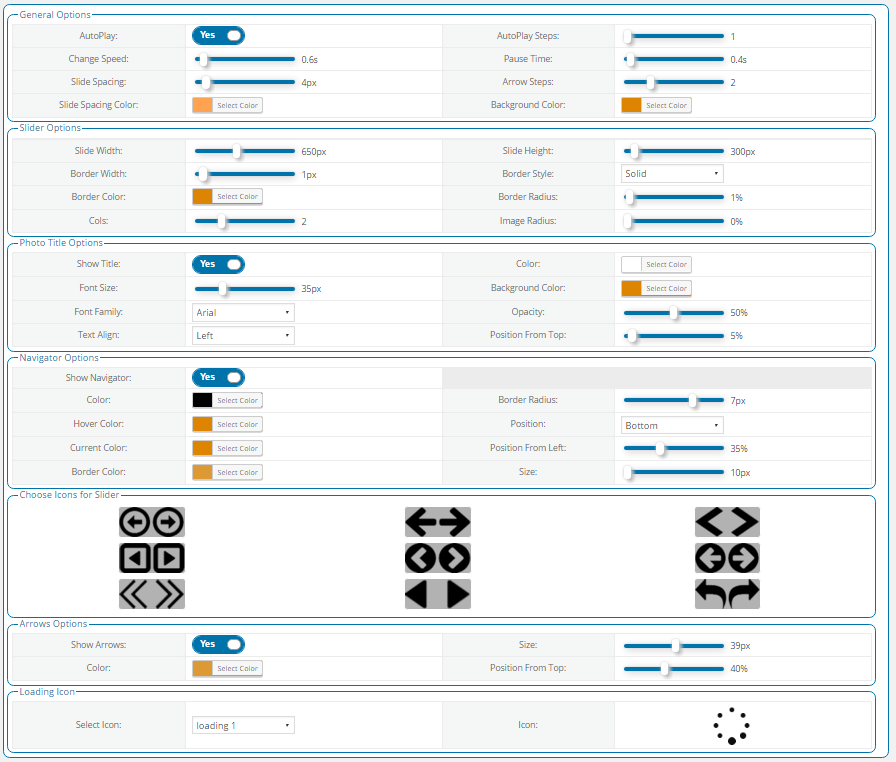 General Options
AutoPlay: Yes AutoPlay Steps: 1
Change Speed: 0.6s Pause Time: 0.4s
Slide Spacing: 4px Arrow Steps: 2
Slide Spacing Color: Select Color Background Color: Select Color
Slider Options
Slide Width: 650px Slide Height: 300px
Border Width: 1px Border Style: Solid
Border Color: Select Color Border Radius: 1%
Cols: 2 Image Radius: 0%
Photo Title Options
Show Title: Yes Color: Select Color
Font Size: 35px Background Color: Select Color
Font Family: Arial Opacity: 50%
Text Align: Left Position From Top: 5%
Navigator Options
Show Navigator: Yes
Color: Select Color Border Radius: 7px
Hover Color: Select Color Position: Bottom
Current Color: Select Color Position From Left: 35%
Border Color: Select Color Size: 10px
Choose Icons for Slider
Arrows Options
Show Arrows: Yes Size: 39px
Color: Select Color Position From Top: 40%
Loading Icon
Select Icon: loading 1 Icon: